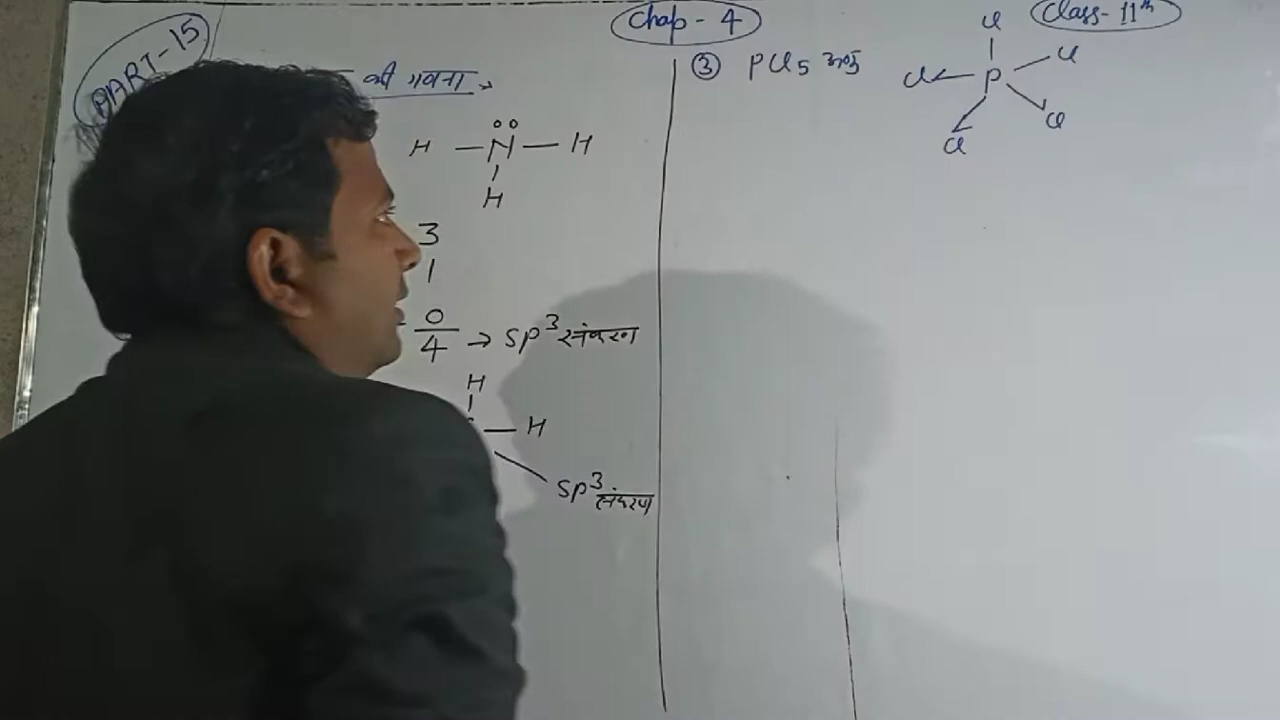 PART-15
Chap - 4
Class - 11th
की गणना →
H — N — H
H
3
1
0
4 → sp3 संकरण
H
— H
sp3 संकरण
③ PCl5 अणु
Cl
Cl P Cl
Cl Cl